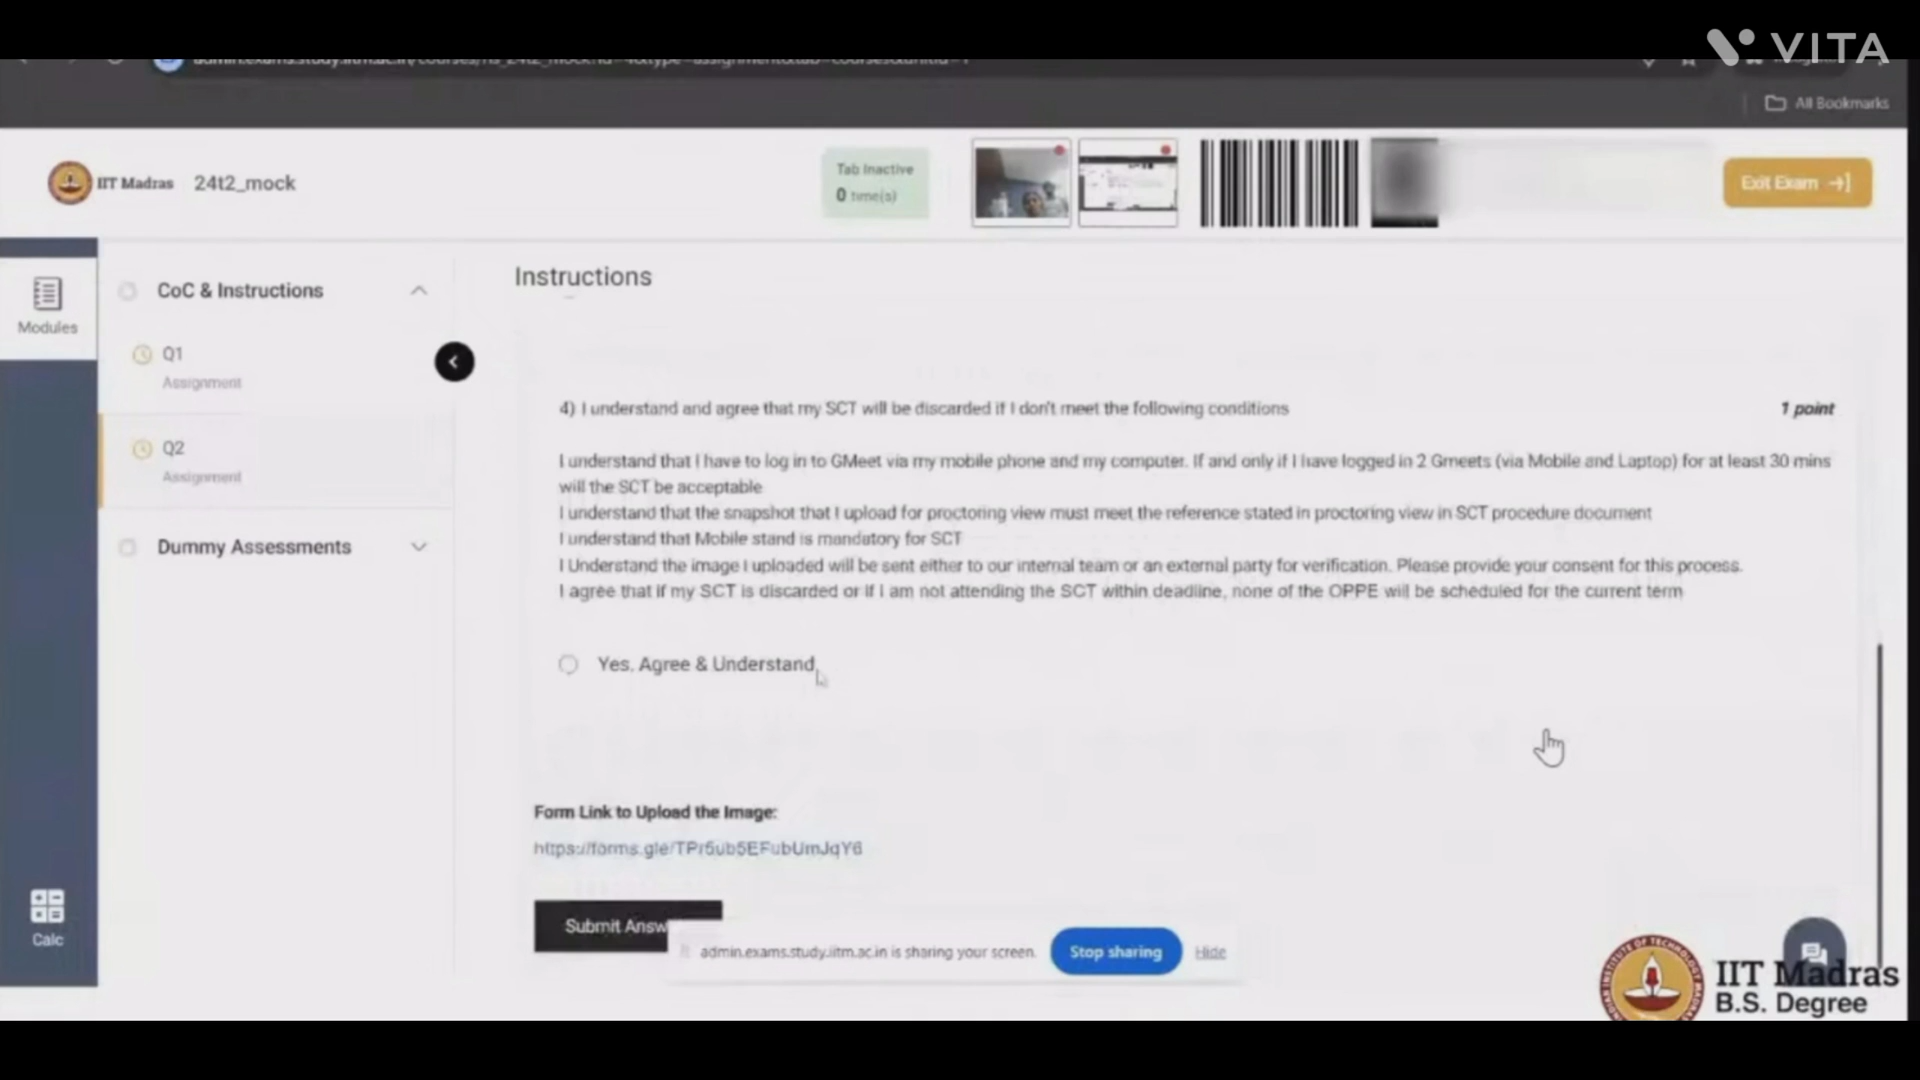 VITA
All Bookmarks
IIT Madras 24t2_mock
Tab Inactive
0 time(s)
Exit Exam
Modules
CoC & Instructions
Q1
Assignment
Q2
Assignment
Dummy Assessments
Calc
Instructions
4) I understand and agree that my SCT will be discarded if I don't meet the following conditions
1 point
I understand that I have to log in to GMeet via my mobile phone and my computer. If and only if I have logged in 2 Gmeets (via Mobile and Laptop) for at least 30 mins
will the SCT be acceptable
I understand that the snapshot that I upload for proctoring view must meet the reference stated in proctoring view in SCT procedure document
I understand that Mobile stand is mandatory for SCT
I Understand the image I uploaded will be sent either to our internal team or an external party for verification. Please provide your consent for this process.
I agree that if my SCT is discarded or if I am not attending the SCT within deadline, none of the OPPE will be scheduled for the current term
Yes. Agree & Understand
Form Link to Upload the Image:
https://forms.gle/TPr5ub5EFubUmJqY6
Submit Answ
admin.exams.study.iitm.ac.in is sharing your screen.
Stop sharing
Hide
IIT Madras
B.S. Degree